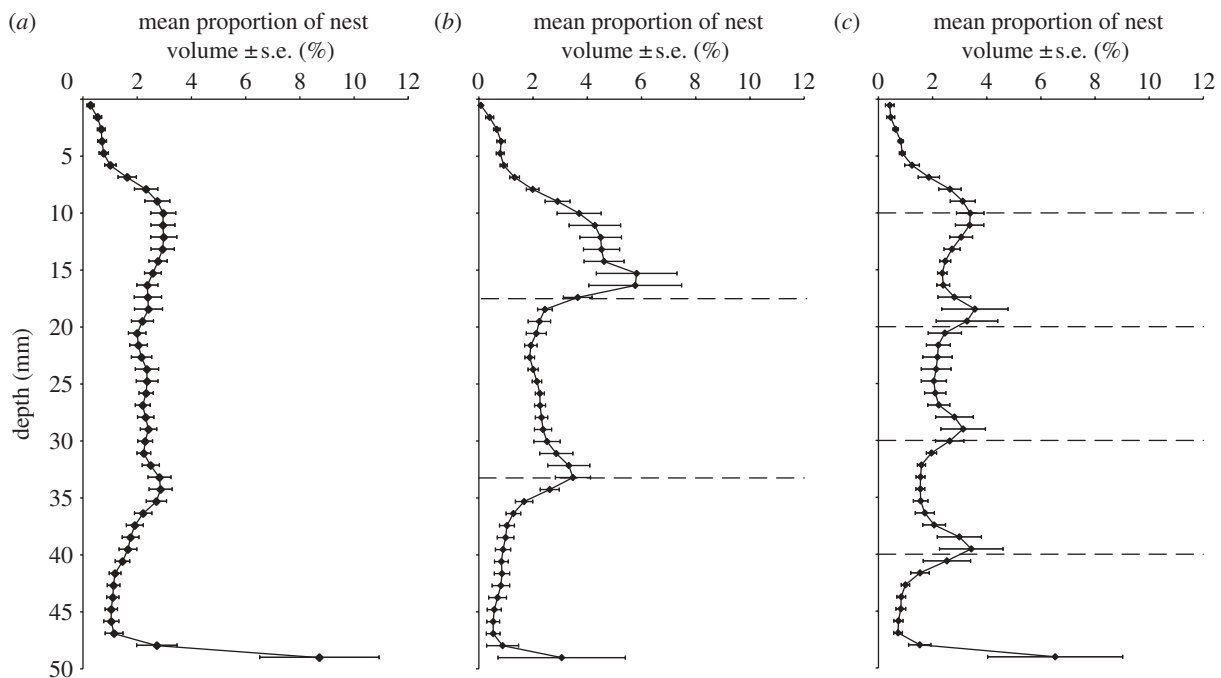 (a) mean proportion of nest
volume ± s.e. (%)
0 2 4 6 8 10 12
5
10
15
20
25
30
35
40
45
50
depth (mm)
(b) mean proportion of nest
volume ± s.e. (%)
0 2 4 6 8 10 12
(c) mean proportion of nest
volume ± s.e. (%)
0 2 4 6 8 10 12